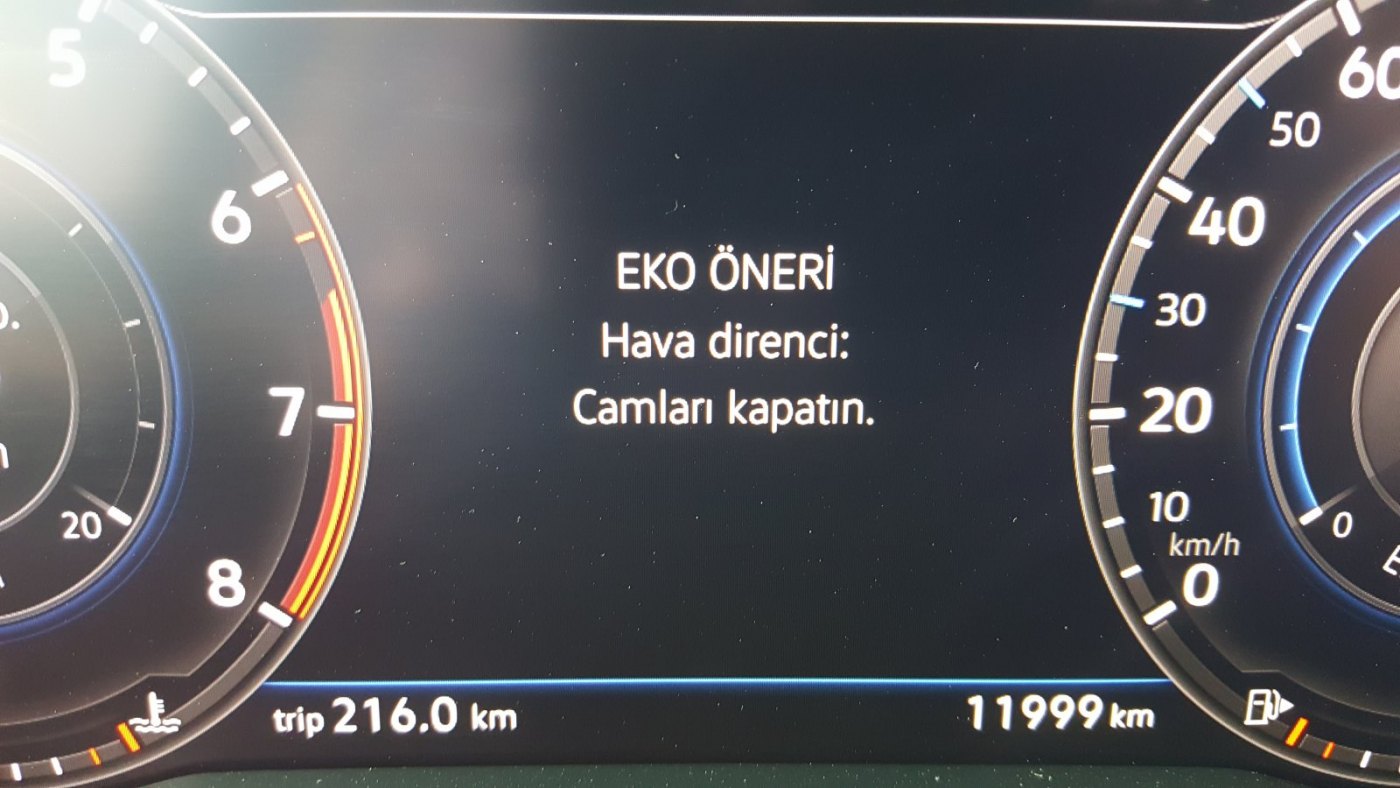 5
6
7
8
20
EKO ÖNERİ
Hava direnci:
Camları kapatın.
60
50
40
30
20
10
km/h
0
0
trip 216.0 km
11999 km